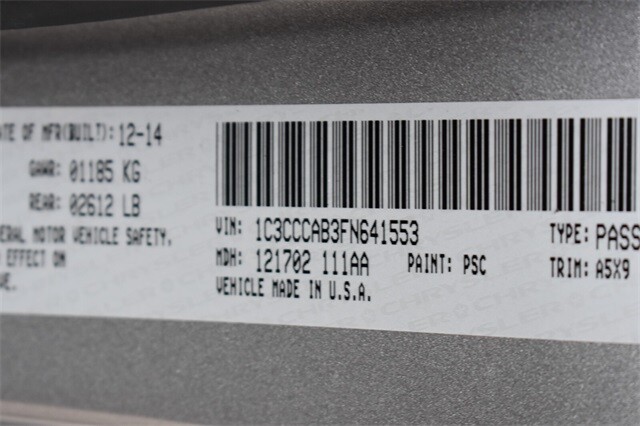 ATE OF MFR(BUILT): 12-14
GAWR: 01185 KG
REAR: 02612 LB
ERAL MOTOR VEHICLE SAFETY,
EFFECT ON
VE.
VIN: 1C3CCCAB3FN641553 TYPE: PASS
MDH: 121702 111AA PAINT: PSC TRIM: A5X9
VEHICLE MADE IN U.S.A.